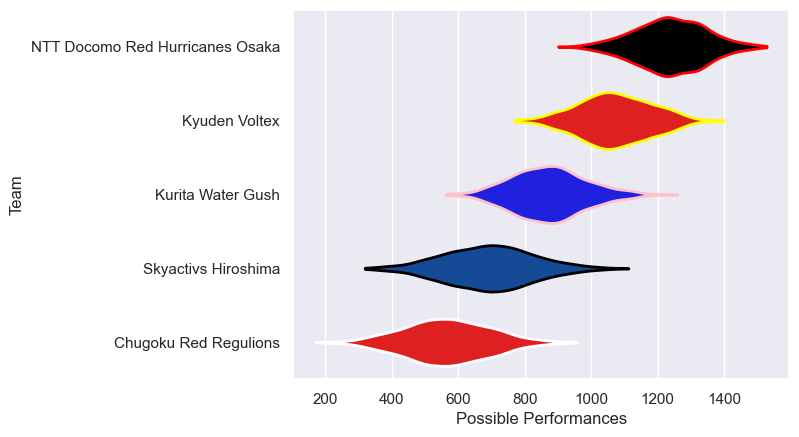 NTT Docomo Red Hurricanes Osaka
Kyuden Voltex
Kurita Water Gush
Skyactivs Hiroshima
Chugoku Red Regulions
Team
200 400 600 800 1000 1200 1400
Possible Performances